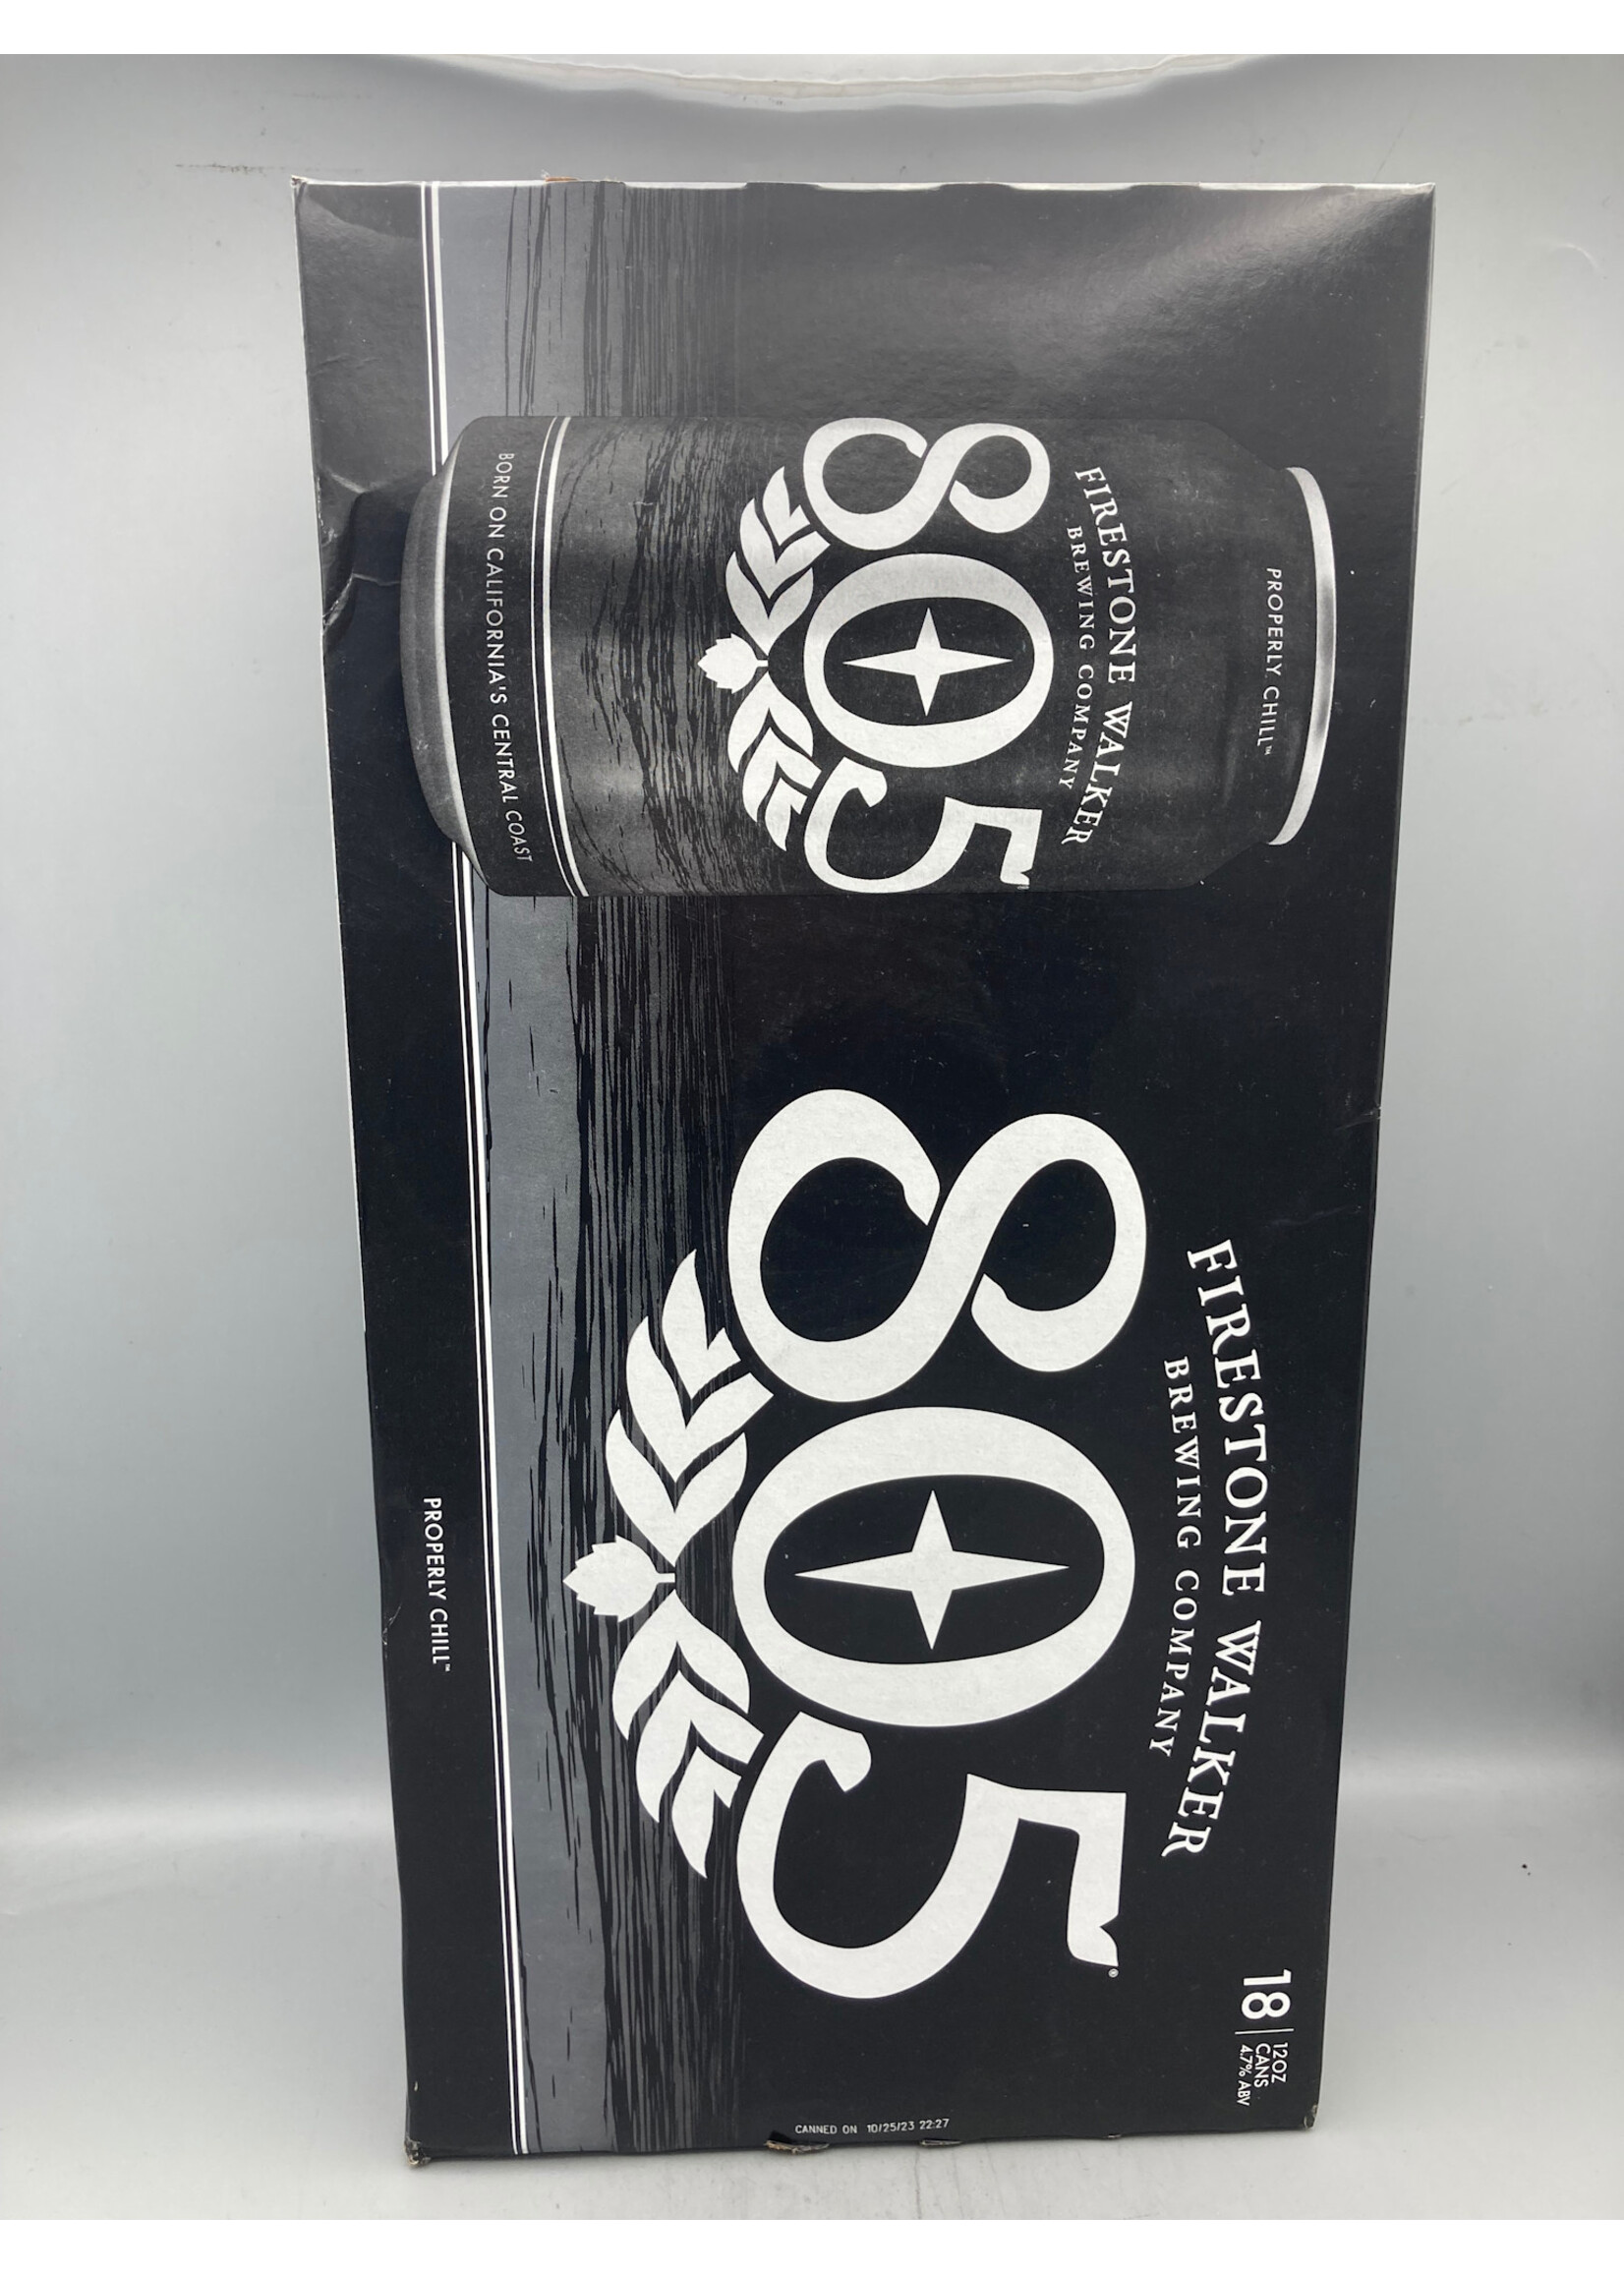 PROPERLY CHILL™
FIRESTONE WALKER
BREWING COMPANY
805
BORN ON CALIFORNIA'S CENTRAL COAST
FIRESTONE WALKER
BREWING COMPANY
805®
18
12OZ
CANS
4.7% ABV
PROPERLY CHILL™
CANNED ON 10/25/23 22:27